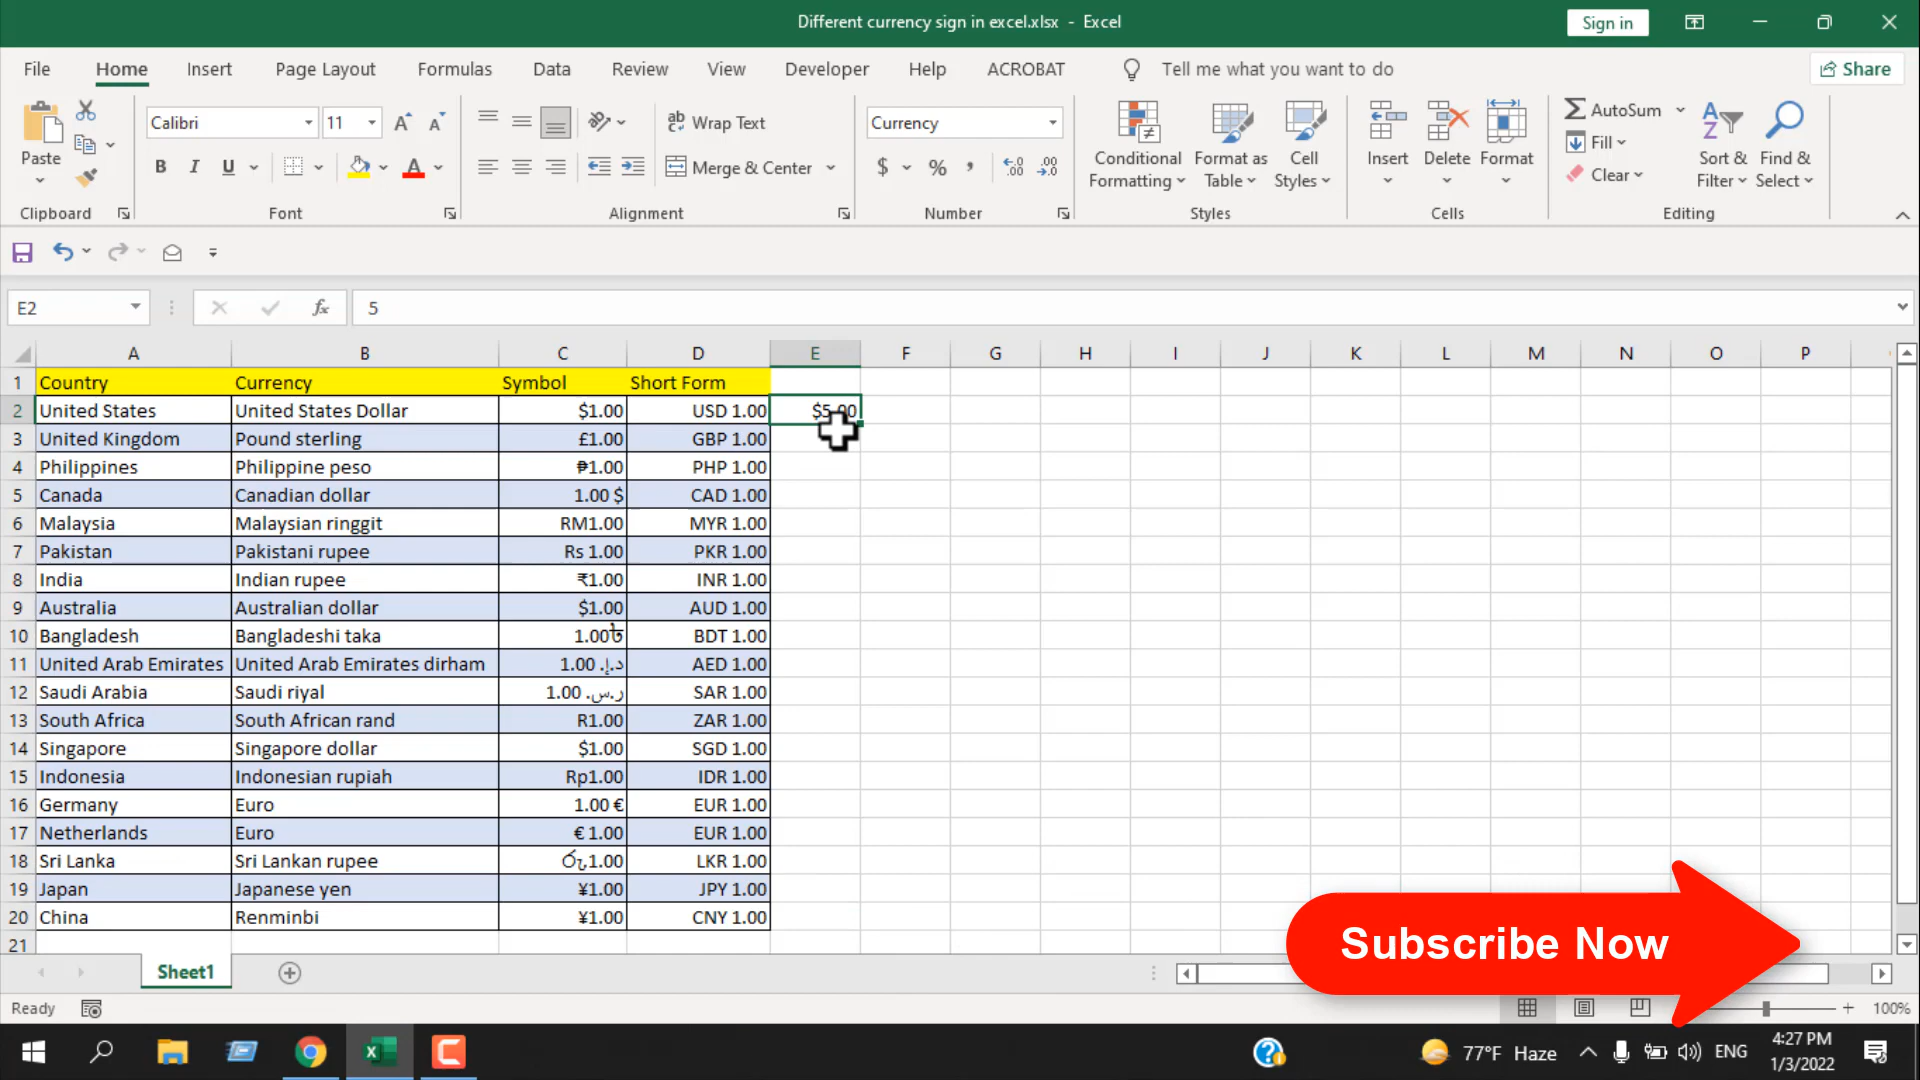 Different currency sign in excel.xlsx - Excel
Sign in
File Home Insert Page Layout Formulas Data Review View Developer Help ACROBAT Tell me what you want to do Share
Paste
Clipboard
Calibri 11
B I U A
Font
Wrap Text
Merge & Center
Alignment
Currency
$ % ,
Number
Conditional Formatting
Format as Table
Cell Styles
Styles
Insert Delete Format
Cells
AutoSum
Fill
Clear
Sort & Filter
Find & Select
Editing
E2 fx 5
A B C D E F G H I J K L M N O P
1 Country Currency Symbol Short Form
2 United States United States Dollar $1.00 USD 1.00 $5.00
3 United Kingdom Pound sterling £1.00 GBP 1.00
4 Philippines Philippine peso ₱1.00 PHP 1.00
5 Canada Canadian dollar 1.00 $ CAD 1.00
6 Malaysia Malaysian ringgit RM1.00 MYR 1.00
7 Pakistan Pakistani rupee Rs 1.00 PKR 1.00
8 India Indian rupee ₹1.00 INR 1.00
9 Australia Australian dollar $1.00 AUD 1.00
10 Bangladesh Bangladeshi taka 1.00৳ BDT 1.00
11 United Arab Emirates United Arab Emirates dirham 1.00 د.إ. AED 1.00
12 Saudi Arabia Saudi riyal 1.00 ر.س. SAR 1.00
13 South Africa South African rand R1.00 ZAR 1.00
14 Singapore Singapore dollar $1.00 SGD 1.00
15 Indonesia Indonesian rupiah Rp1.00 IDR 1.00
16 Germany Euro 1.00 € EUR 1.00
17 Netherlands Euro € 1.00 EUR 1.00
18 Sri Lanka Sri Lankan rupee රු.1.00 LKR 1.00
19 Japan Japanese yen ¥1.00 JPY 1.00
20 China Renminbi ¥1.00 CNY 1.00
21
Subscribe Now
Sheet1
Ready
100%
77°F Haze ENG
4:27 PM
1/3/2022